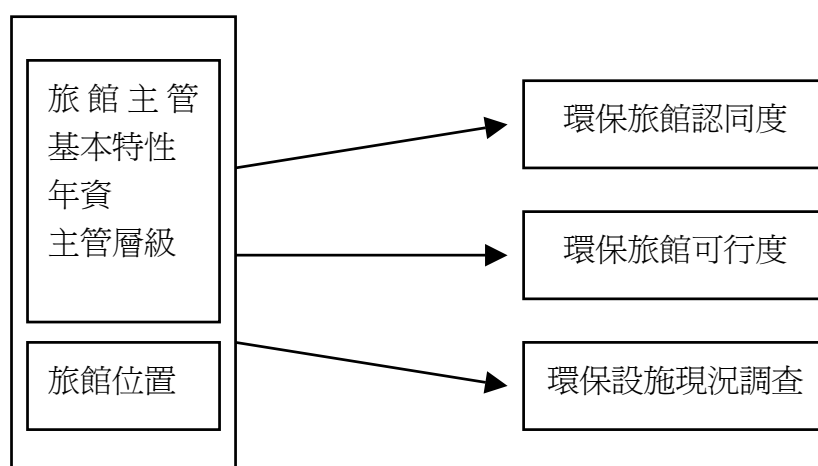 旅館主管
基本特性
年資
主管層級
旅館位置
環保旅館認同度
環保旅館可行度
環保設施現況調查